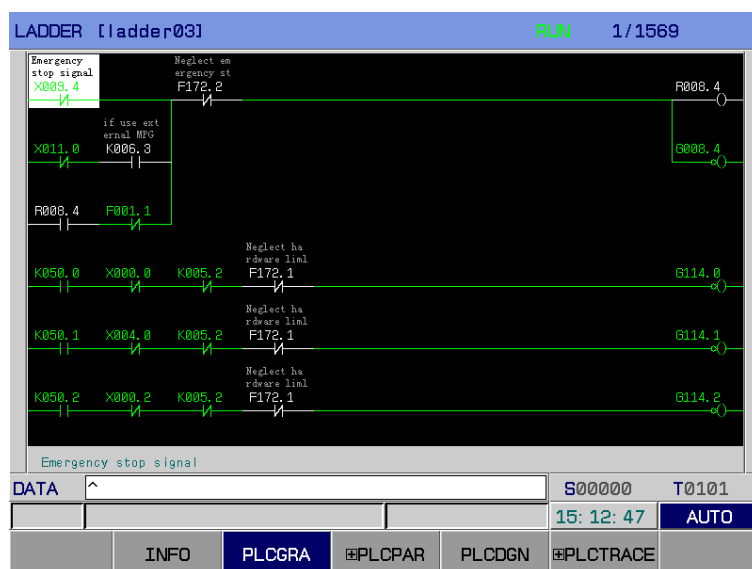 LADDER [ladder03] RUN 1/1569
Emergency Neglect em
stop signal ergency st
X009.4 F172.2 R008.4
if use ext
ernal MPG
X011.0 K006.3 G008.4
R008.4 F001.1
Neglect ha
rdware liml
K050.0 X000.0 K005.2 F172.1 G114.0
Neglect ha
rdware liml
K050.1 X004.0 K005.2 F172.1 G114.1
Neglect ha
rdware liml
K050.2 X000.2 K005.2 F172.1 G114.2
Emergency stop signal
DATA ^ S00000 T0101
15:12:47 AUTO
INFO PLCGRA ⊞PLCPAR PLCDGN ⊞PLCTRACE